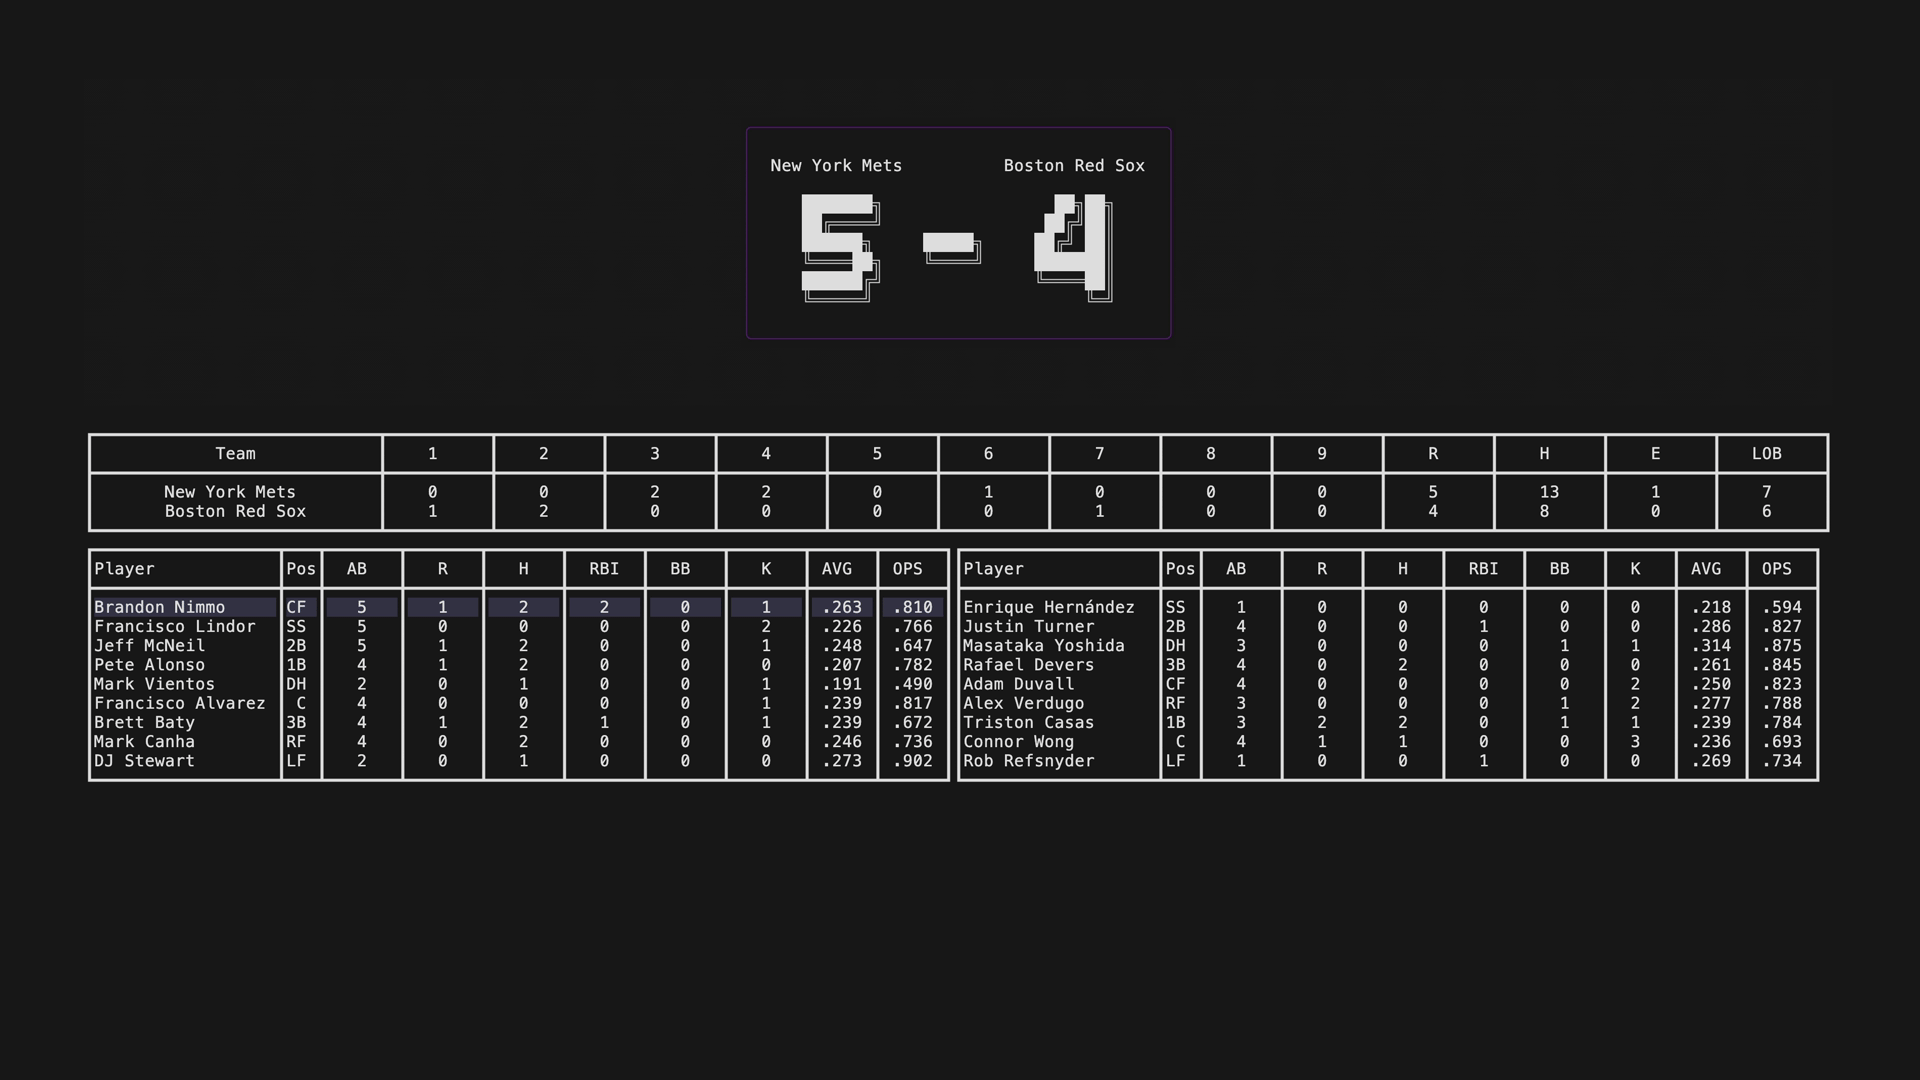 New York Mets Boston Red Sox
5 - 4
Team 1 2 3 4 5 6 7 8 9 R H E LOB
New York Mets 0 0 2 2 0 1 0 0 0 5 13 1 7
Boston Red Sox 1 2 0 0 0 0 1 0 0 4 8 0 6
Player Pos AB R H RBI BB K AVG OPS
Brandon Nimmo CF 5 1 2 2 0 1 .263 .810
Francisco Lindor SS 5 0 0 0 0 2 .226 .766
Jeff McNeil 2B 5 1 2 0 0 1 .248 .647
Pete Alonso 1B 4 1 2 0 0 0 .207 .782
Mark Vientos DH 2 0 1 0 0 1 .191 .490
Francisco Alvarez C 4 0 0 0 0 1 .239 .817
Brett Baty 3B 4 1 2 1 0 1 .239 .672
Mark Canha RF 4 0 2 0 0 0 .246 .736
DJ Stewart LF 2 0 1 0 0 0 .273 .902
Player Pos AB R H RBI BB K AVG OPS
Enrique Hernández SS 1 0 0 0 0 0 .218 .594
Justin Turner 2B 4 0 0 1 0 0 .286 .827
Masataka Yoshida DH 3 0 0 0 1 1 .314 .875
Rafael Devers 3B 4 0 2 0 0 0 .261 .845
Adam Duvall CF 4 0 0 0 0 2 .250 .823
Alex Verdugo RF 3 0 0 0 1 2 .277 .788
Triston Casas 1B 3 2 2 0 1 1 .239 .784
Connor Wong C 4 1 1 0 0 3 .236 .693
Rob Refsnyder LF 1 0 0 1 0 0 .269 .734